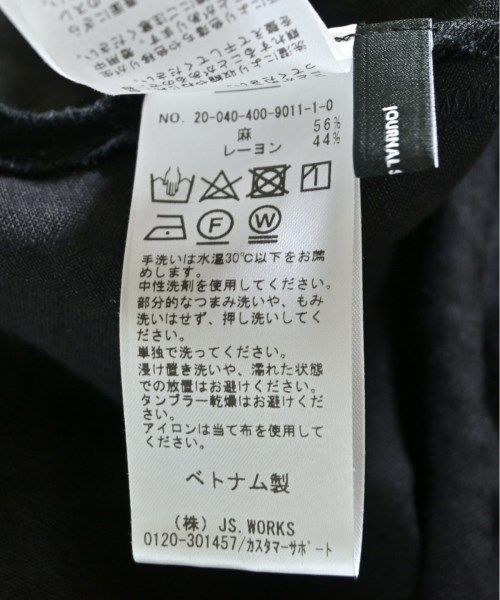 NO. 20-040-400-9011-1-0
麻 56%
レーヨン 44%
F W
手洗いは水温30℃以下をお薦
めします。
中性洗剤を使用してください。
部分的なつまみ洗いや、もみ
洗いはせず、押し洗いしてく
ださい。
単独で洗ってください。
浸け置き洗いや、濡れた状態
での放置はお避けください。
タンブラー乾燥はお避けくだ
さい。
アイロンは当て布を使用して
ください。
ベトナム製
(株) JS. WORKS
0120-301457/カスタマーサポート
JOURNAL S